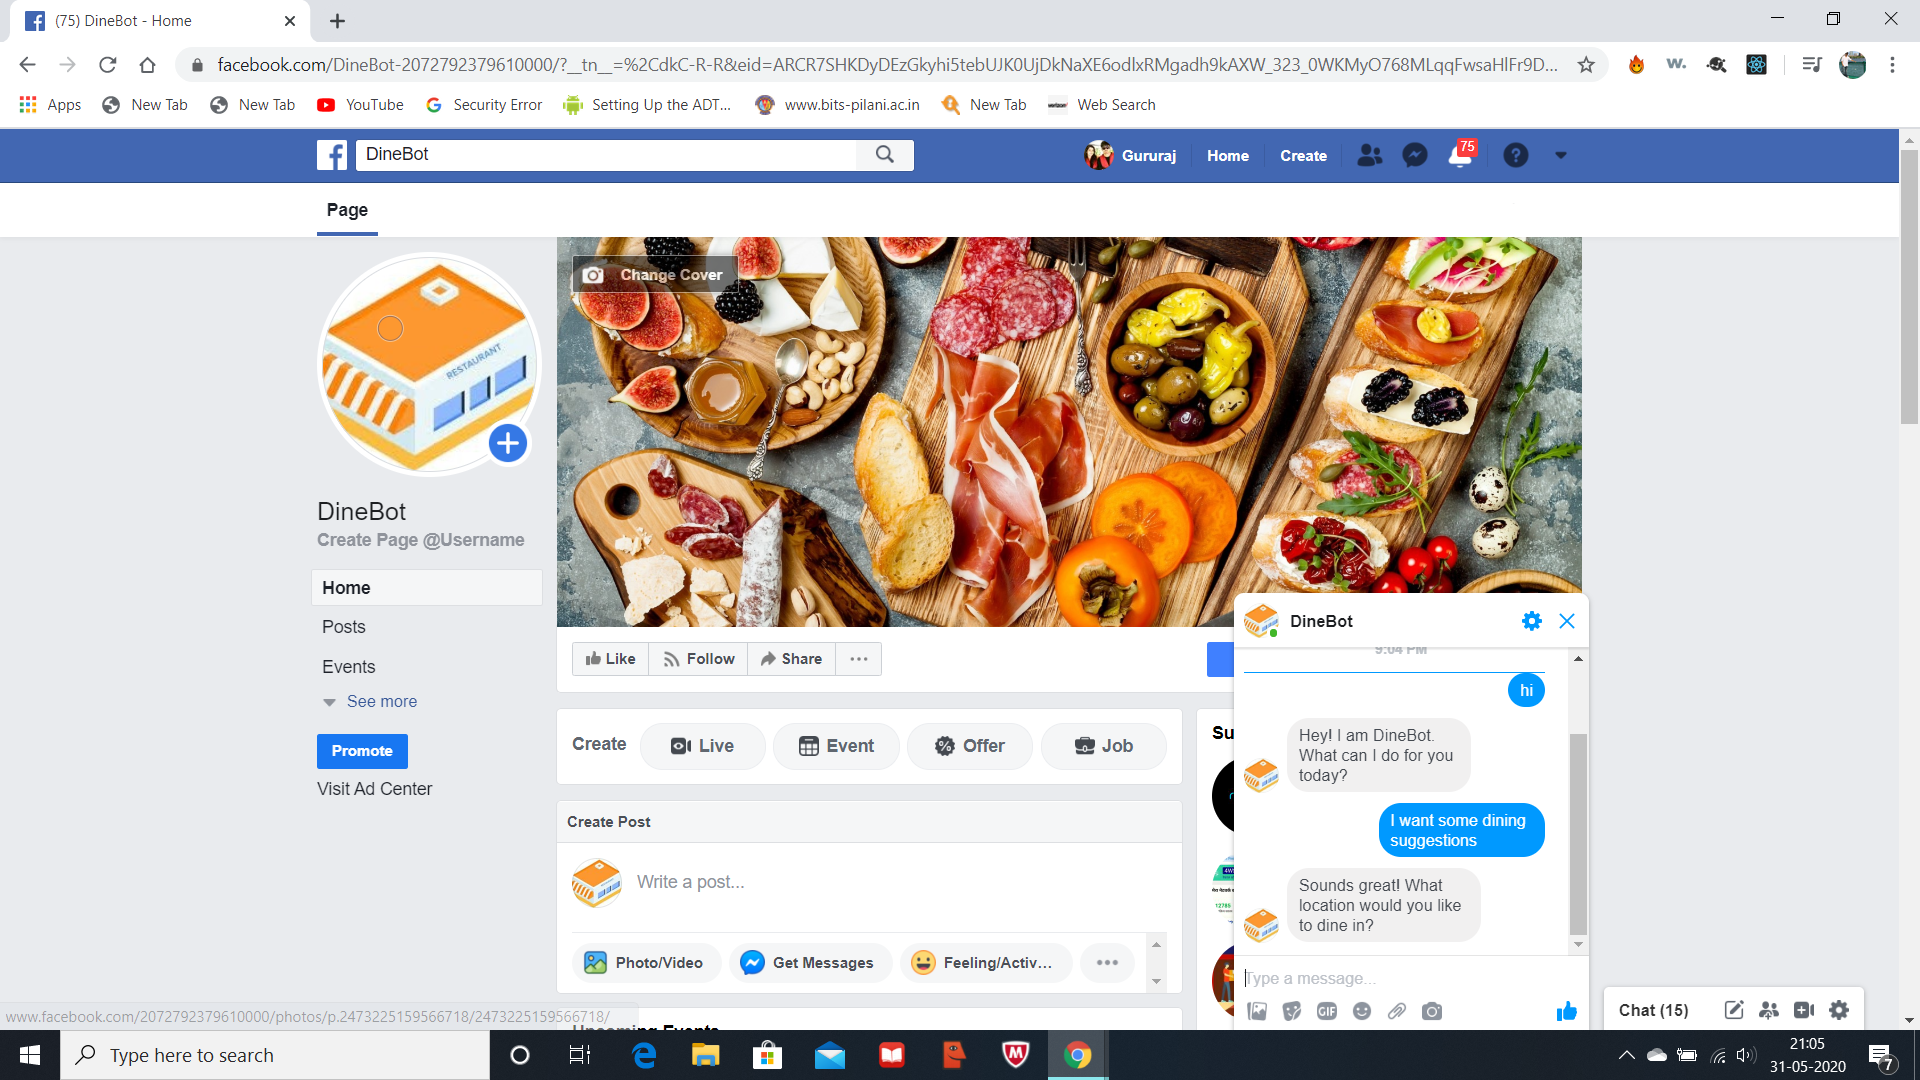 (75) DineBot - Home
facebook.com/DineBot-2072792379610000/?__tn__=%2CdkC-R-R&eid=ARCR7SHKDyDEzGkyhi5tebUJK0UjDkNaXE6odlxRMgadh9kAXW_323_0WKMyO768MLqqFwsaHlFr9D...
Apps
New Tab
New Tab
YouTube
Security Error
Setting Up the ADT...
www.bits-pilani.ac.in
New Tab
Web Search
DineBot
Gururaj
Home
Create
75
Page
Change Cover
RESTAURANT
DineBot
Create Page @Username
Home
Posts
Events
See more
Promote
Visit Ad Center
Like
Follow
Share
Create
Live
Event
Offer
Job
Create Post
Write a post...
Photo/Video
Get Messages
Feeling/Activ...
Upcoming Events
Su
DineBot
9:04 PM
hi
Hey! I am DineBot.
What can I do for you
today?
I want some dining
suggestions
Sounds great! What
location would you like
to dine in?
Type a message...
GIF
Chat (15)
www.facebook.com/2072792379610000/photos/p.2473225159566718/2473225159566718/
Type here to search
21:05
31-05-2020
7